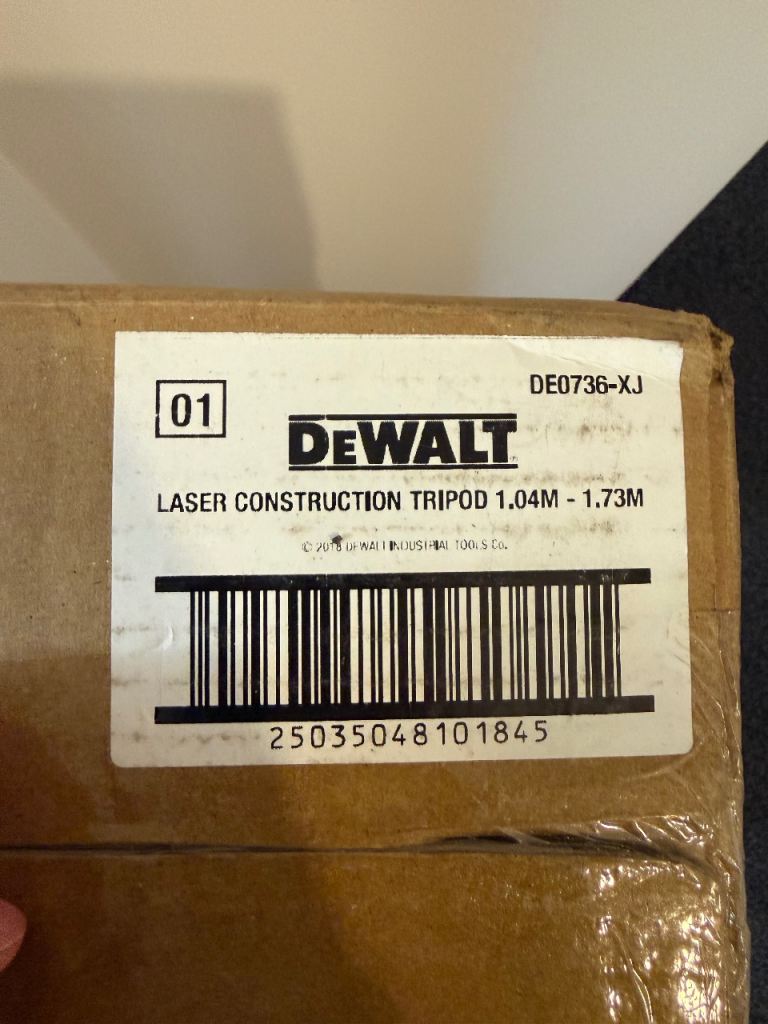 01
DE0736-XJ
DEWALT
LASER CONSTRUCTION TRIPOD 1.04M - 1.73M
© 2018 DEWALT INDUSTRIAL TOOLS Co.
25035048101845